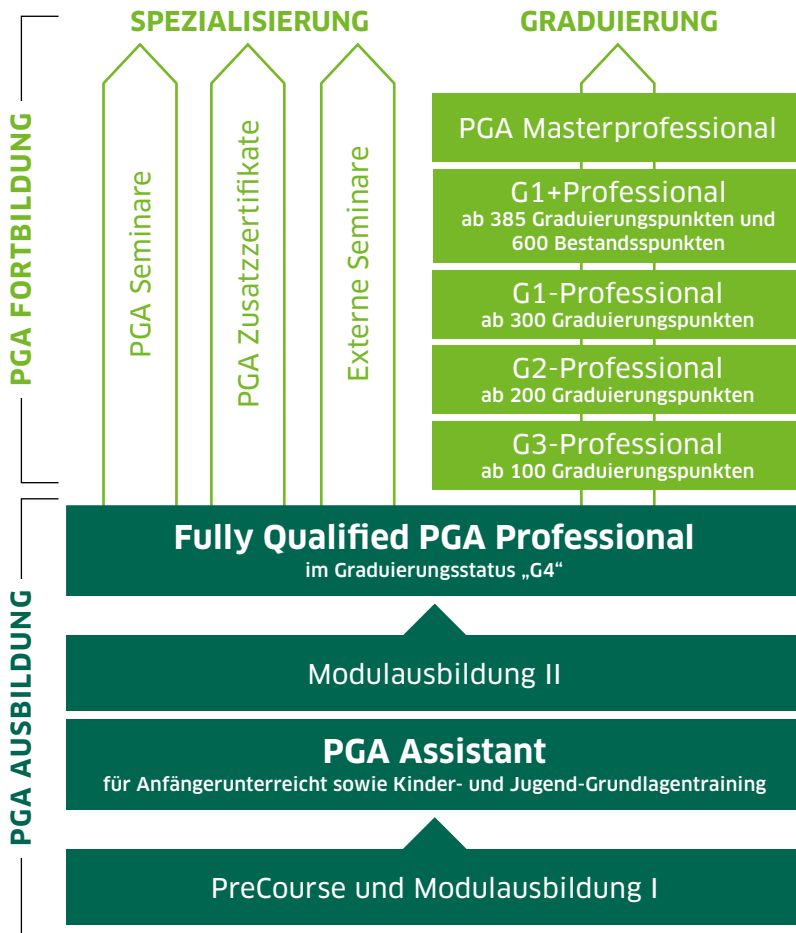 SPEZIALISIERUNG
GRADUIERUNG
PGA FORTBILDUNG
PGA Seminare
PGA Zusatzzertifikate
Externe Seminare
PGA Masterprofessional
G1+Professional
ab 385 Graduierungspunkten und
600 Bestandsspunkten
G1-Professional
ab 300 Graduierungspunkten
G2-Professional
ab 200 Graduierungspunkten
G3-Professional
ab 100 Graduierungspunkten
PGA AUSBILDUNG
Fully Qualified PGA Professional
im Graduierungsstatus „G4“
Modulausbildung II
PGA Assistant
für Anfängerunterricht sowie Kinder- und Jugend-Grundlagentraining
PreCourse und Modulausbildung I